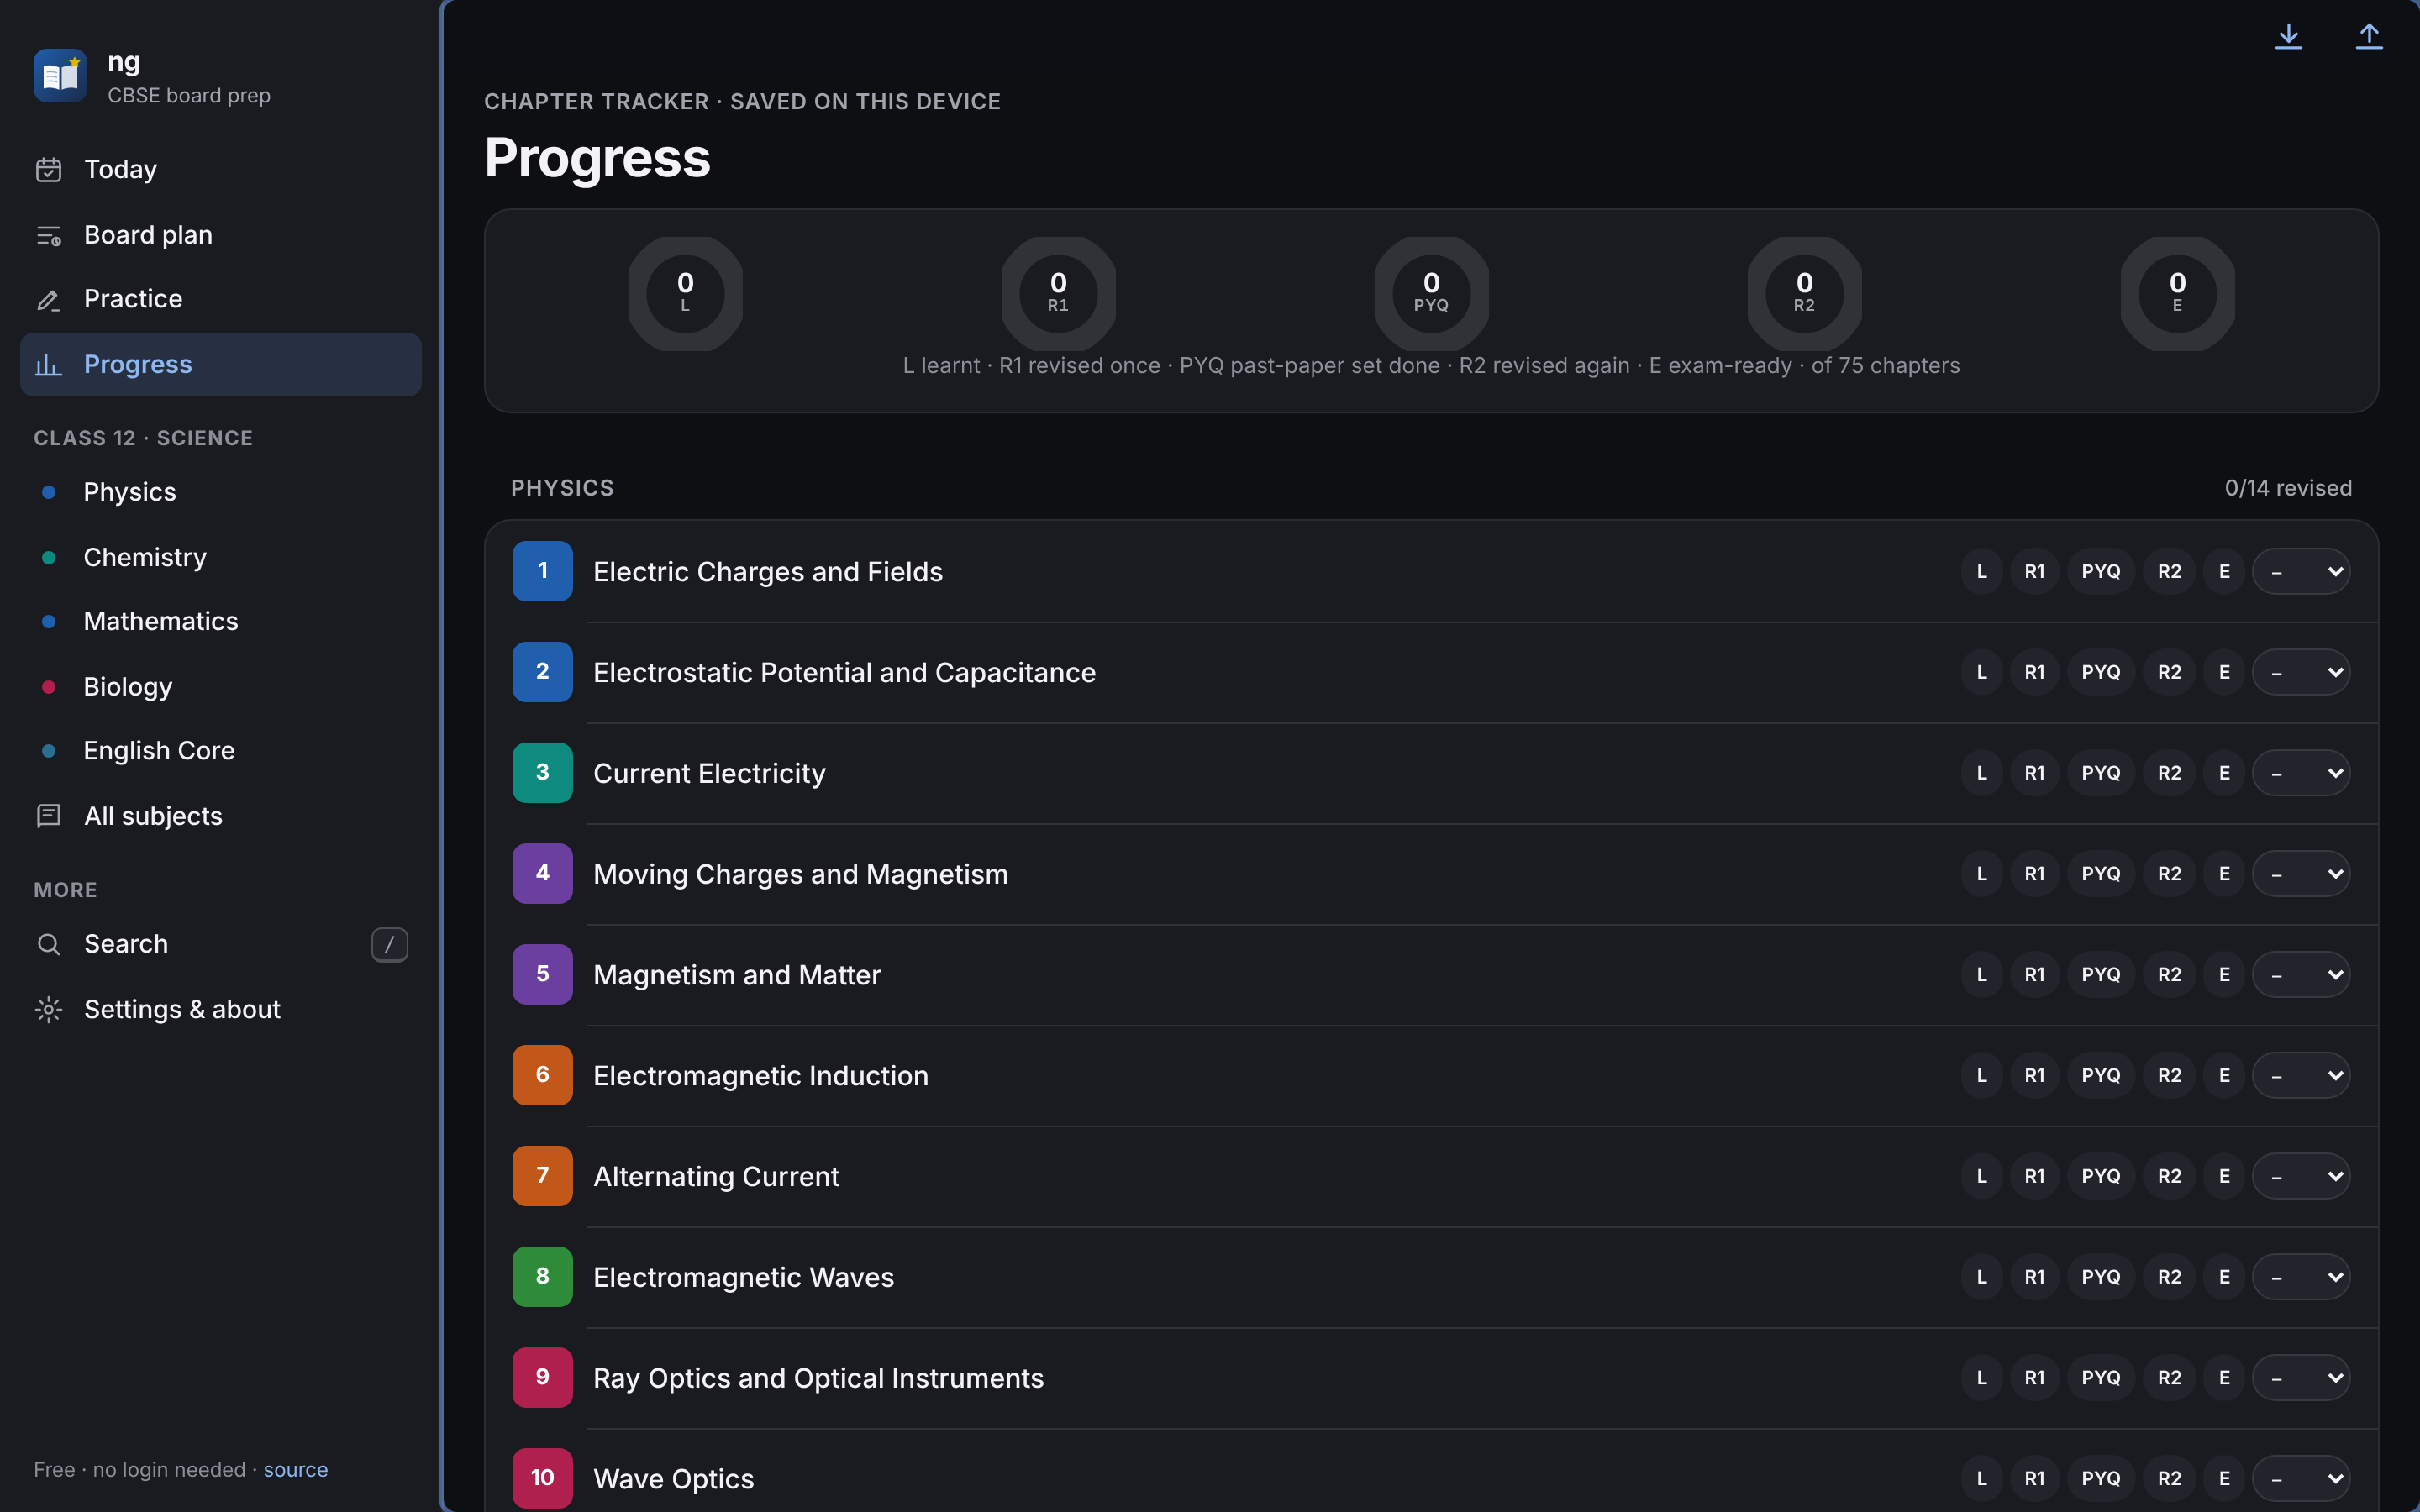 ng
CBSE board prep
Today
Board plan
Practice
Progress
CLASS 12 · SCIENCE
Physics
Chemistry
Mathematics
Biology
English Core
All subjects
MORE
Search /
Settings & about
Free · no login needed · source
CHAPTER TRACKER · SAVED ON THIS DEVICE
Progress
0 0 0 0 0
L R1 PYQ R2 E
L learnt · R1 revised once · PYQ past-paper set done · R2 revised again · E exam-ready · of 75 chapters
PHYSICS 0/14 revised
1 Electric Charges and Fields L R1 PYQ R2 E –
2 Electrostatic Potential and Capacitance L R1 PYQ R2 E –
3 Current Electricity L R1 PYQ R2 E –
4 Moving Charges and Magnetism L R1 PYQ R2 E –
5 Magnetism and Matter L R1 PYQ R2 E –
6 Electromagnetic Induction L R1 PYQ R2 E –
7 Alternating Current L R1 PYQ R2 E –
8 Electromagnetic Waves L R1 PYQ R2 E –
9 Ray Optics and Optical Instruments L R1 PYQ R2 E –
10 Wave Optics L R1 PYQ R2 E –